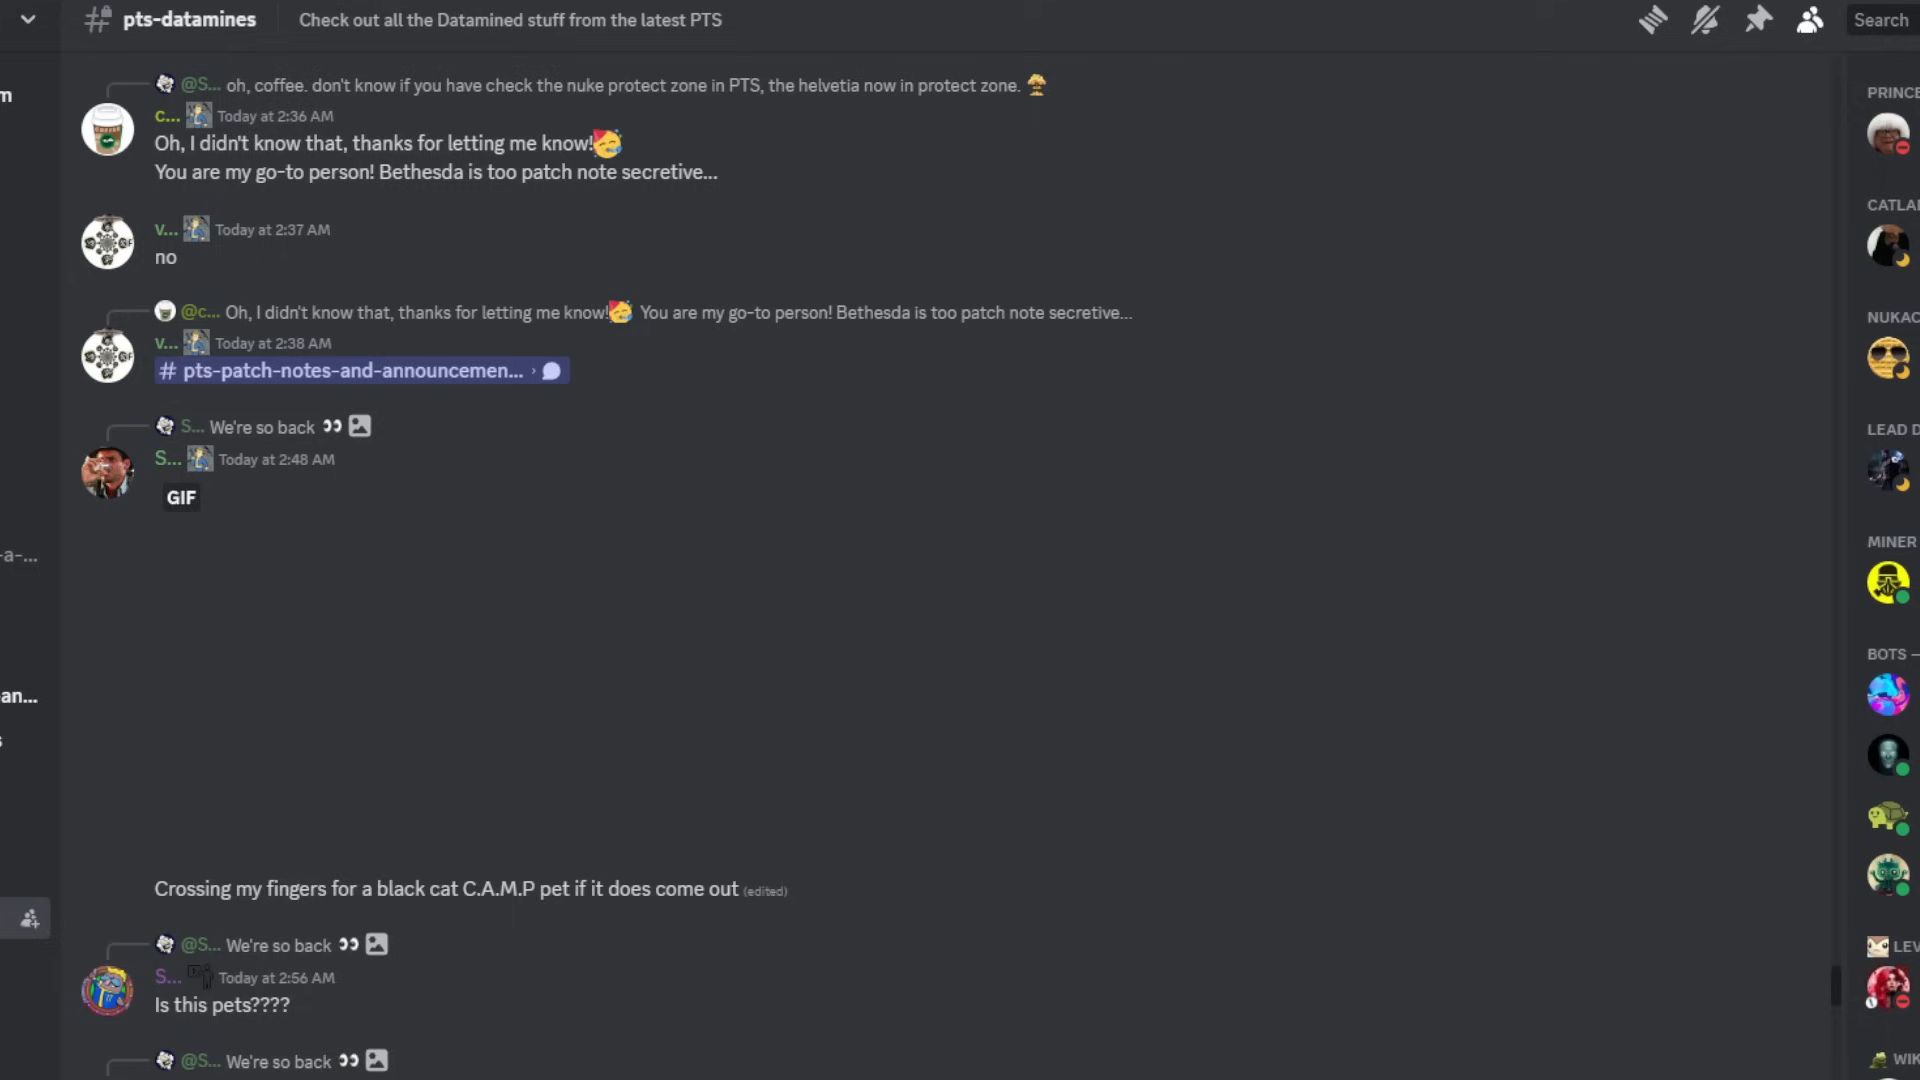 pts-datamines
Check out all the Datamined stuff from the latest PTS
Search
m
@S... oh, coffee. don't know if you have check the nuke protect zone in PTS, the helvetia now in protect zone.
c... Today at 2:36 AM
Oh, I didn't know that, thanks for letting me know!
You are my go-to person! Bethesda is too patch note secretive...
V... Today at 2:37 AM
no
@c... Oh, I didn't know that, thanks for letting me know! You are my go-to person! Bethesda is too patch note secretive...
V... Today at 2:38 AM
# pts-patch-notes-and-announcemen... ›
S... We're so back
S... Today at 2:48 AM
GIF
-a-...
an...
s
Crossing my fingers for a black cat C.A.M.P pet if it does come out (edited)
@S... We're so back
S... Today at 2:56 AM
Is this pets????
@S... We're so back
PRINCE
CATLA
NUKAC
LEAD D
MINER
BOTS —
LEV
WIK